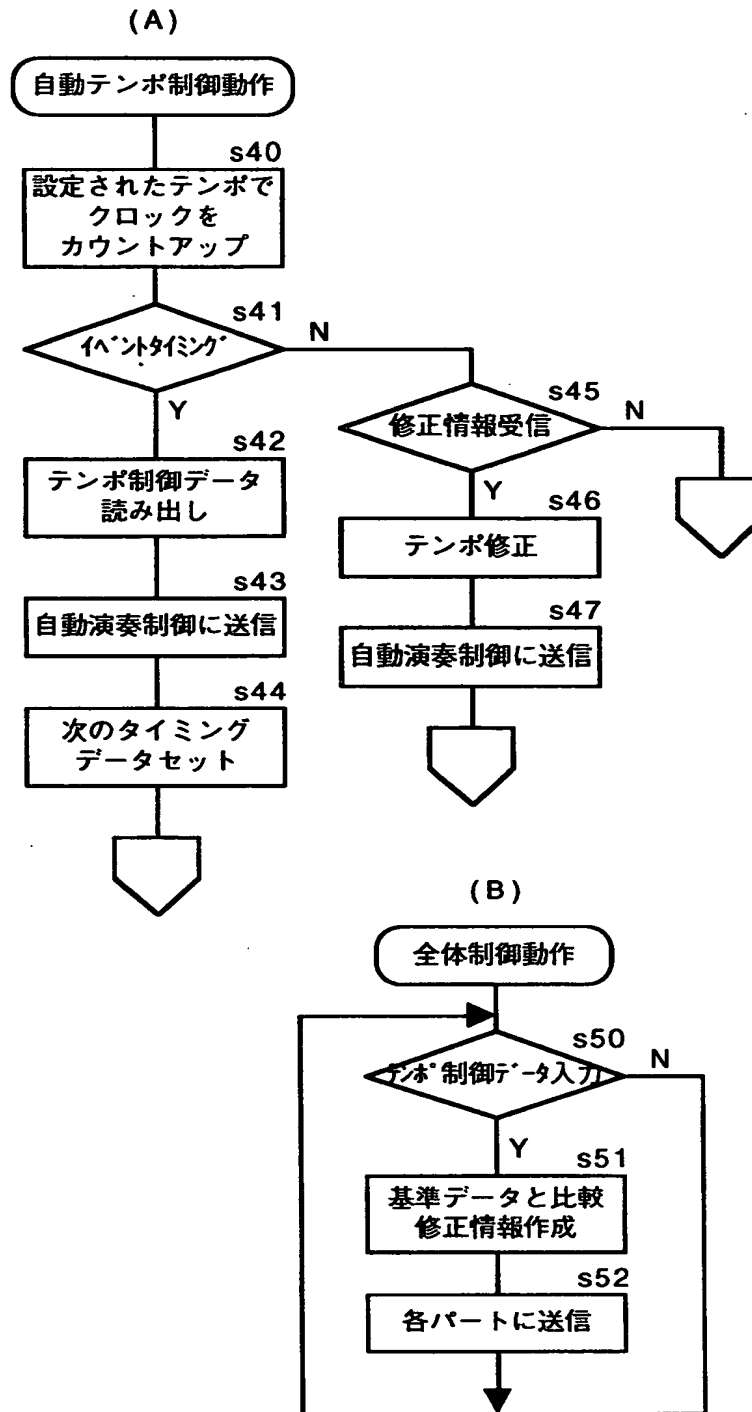 (A)
自動テンポ制御動作
s40
設定されたテンポで
クロックを
カウントアップ
s41
イベントタイミング
N
Y
s42
テンポ制御データ
読み出し
s43
自動演奏制御に送信
s44
次のタイミング
データセット
s45
修正情報受信
N
Y
s46
テンポ修正
s47
自動演奏制御に送信
(B)
全体制御動作
s50
テンポ制御データ入力
N
Y
s51
基準データと比較
修正情報作成
s52
各パートに送信